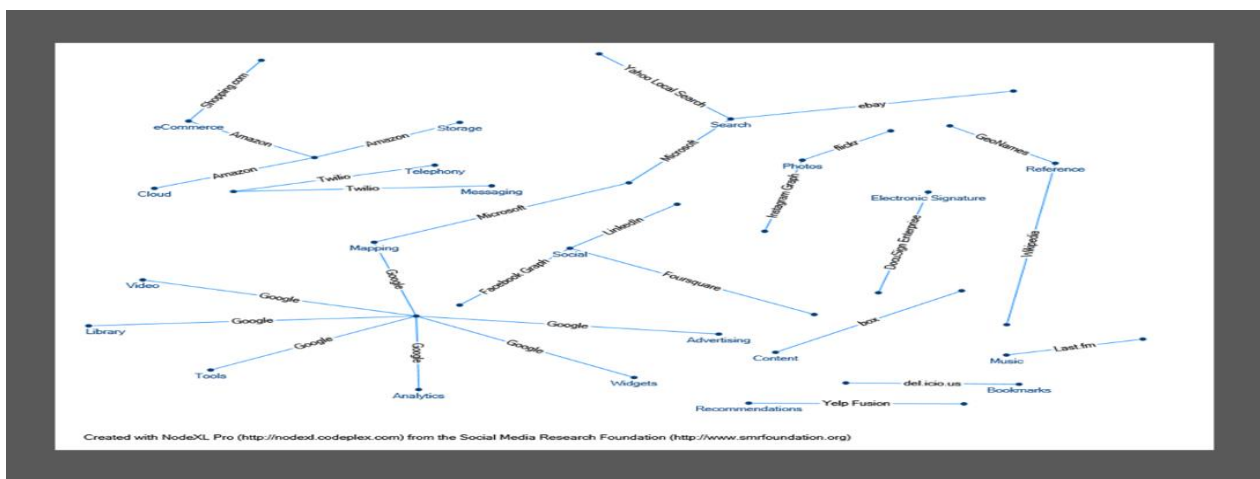 Shopping.com
Yahoo Local Search
ebay
eCommerce
Amazon
Amazon
Storage
Search
GeoNames
flickr
Microsoft
Photos
Reference
Amazon
Twilio
Telephony
Cloud
Twilio
Messaging
Instagram Graph
Electronic Signature
Microsoft
LinkedIn
Wikipedia
DocuSign Enterprise
Mapping
Social
Google
Facebook Graph
Foursquare
Video
Google
Google
Library
Google
Advertising
box
Google
Google
Google
Content
Music
Last.fm
Tools
Widgets
Analytics
del.icio.us
Bookmarks
Recommendations
Yelp Fusion
Created with NodeXL Pro (http://nodexl.codeplex.com) from the Social Media Research Foundation (http://www.smrfoundation.org)